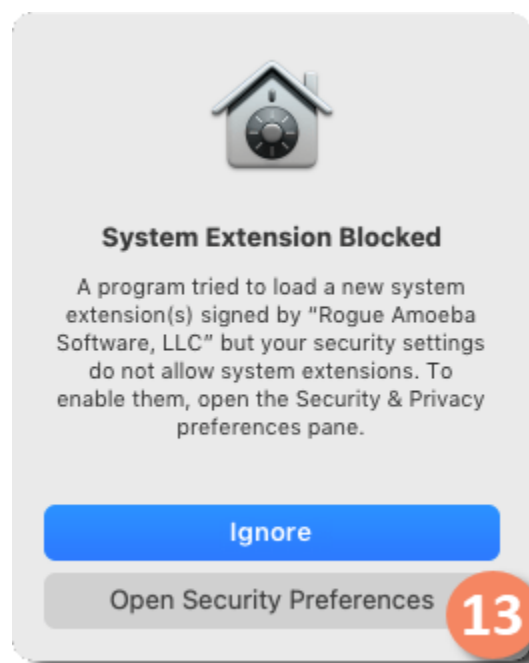 System Extension Blocked
A program tried to load a new system
extension(s) signed by “Rogue Amoeba
Software, LLC” but your security settings
do not allow system extensions. To
enable them, open the Security & Privacy
preferences pane.
Ignore
Open Security Preferences
13